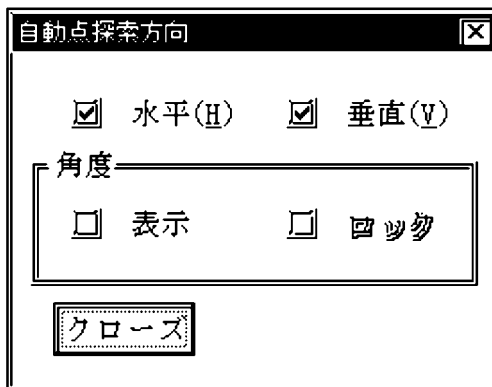 自動点探索方向
水平(H) 垂直(V)
角度
表示 ロック
クローズ